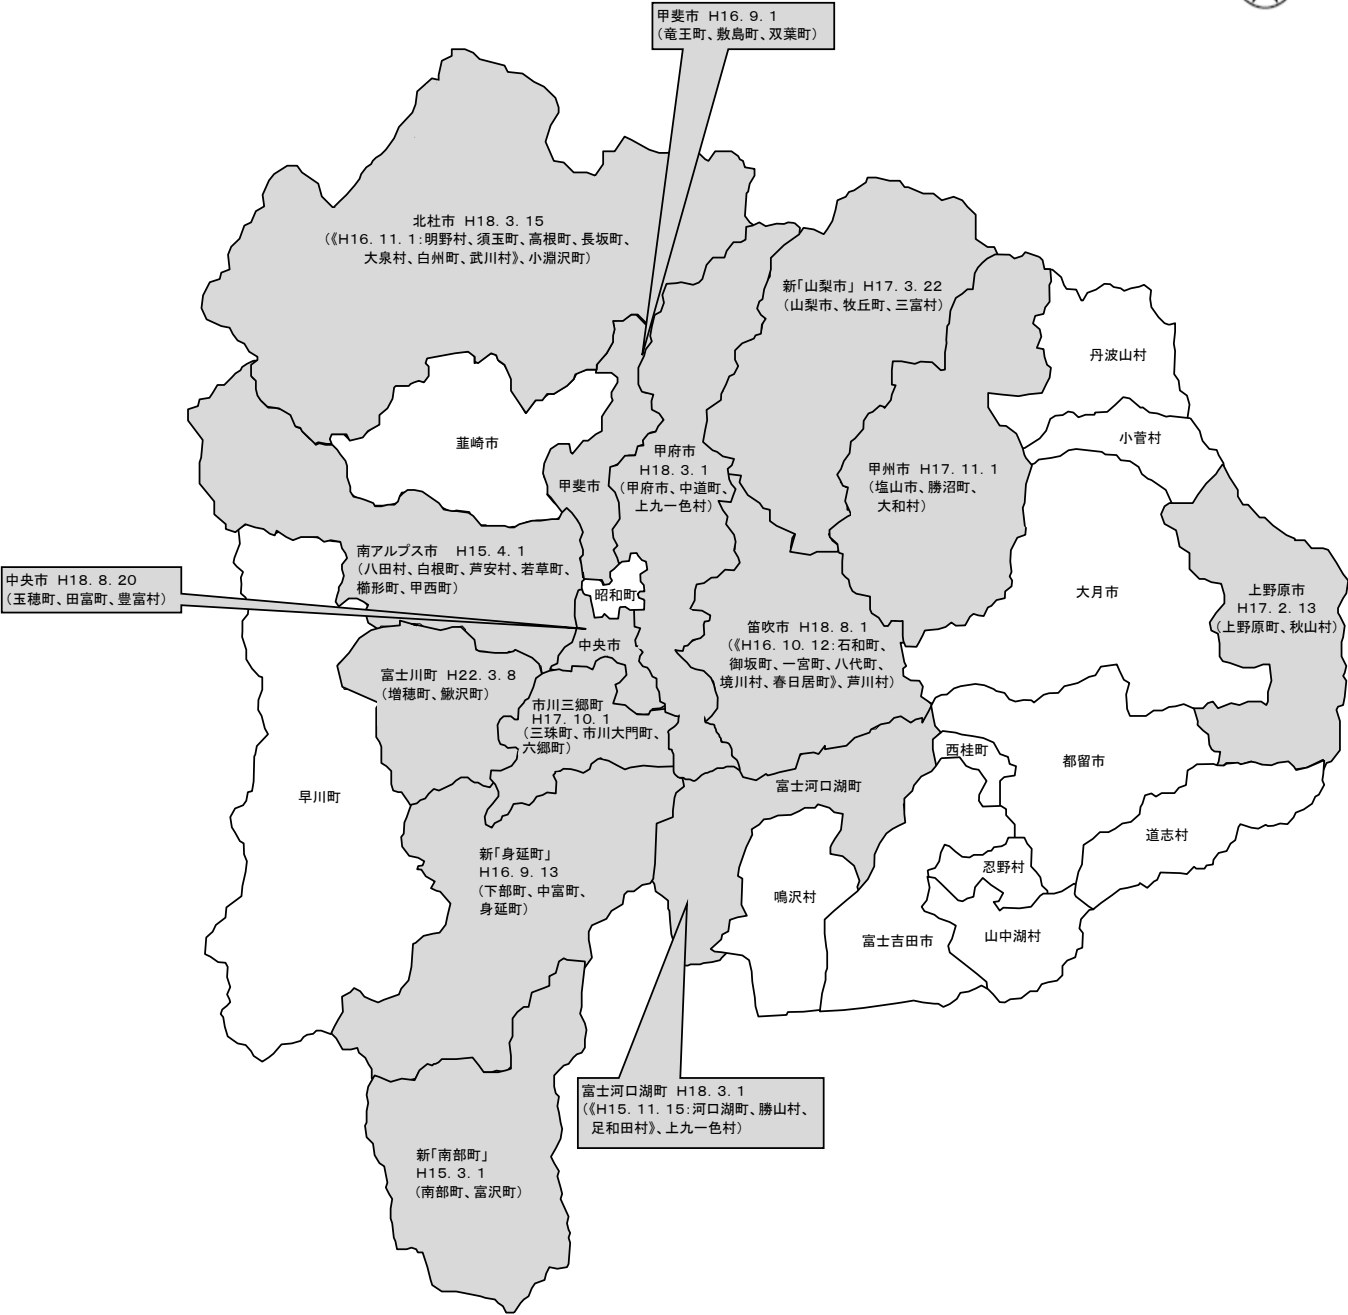 甲斐市 H16.9.1
(竜王町、敷島町、双葉町)
北杜市 H18.3.15
(《H16.11.1:明野村、須玉町、高根町、長坂町、
大泉村、白州町、武川村》、小淵沢町)
新「山梨市」 H17.3.22
(山梨市、牧丘町、三富村)
丹波山村
小菅村
韮崎市
甲斐市
甲府市
H18.3.1
(甲府市、中道町、
上九一色村)
甲州市 H17.11.1
(塩山市、勝沼町、
大和村)
南アルプス市 H15.4.1
(八田村、白根町、芦安村、若草町、
櫛形町、甲西町)
中央市 H18.8.20
(玉穂町、田富町、豊富村)
昭和町
中央市
大月市
上野原市
H17.2.13
(上野原町、秋山村)
笛吹市 H18.8.1
(《H16.10.12:石和町、
御坂町、一宮町、八代町、
境川村、春日居町》、芦川村)
富士川町 H22.3.8
(増穂町、鰍沢町)
市川三郷町
H17.10.1
(三珠町、市川大門町、
六郷町)
西桂町
都留市
富士河口湖町
早川町
道志村
新「身延町」
H16.9.13
(下部町、中富町、
身延町)
忍野村
鳴沢村
富士吉田市
山中湖村
富士河口湖町 H18.3.1
(《H15.11.15:河口湖町、勝山村、
足和田村》、上九一色村)
新「南部町」
H15.3.1
(南部町、富沢町)